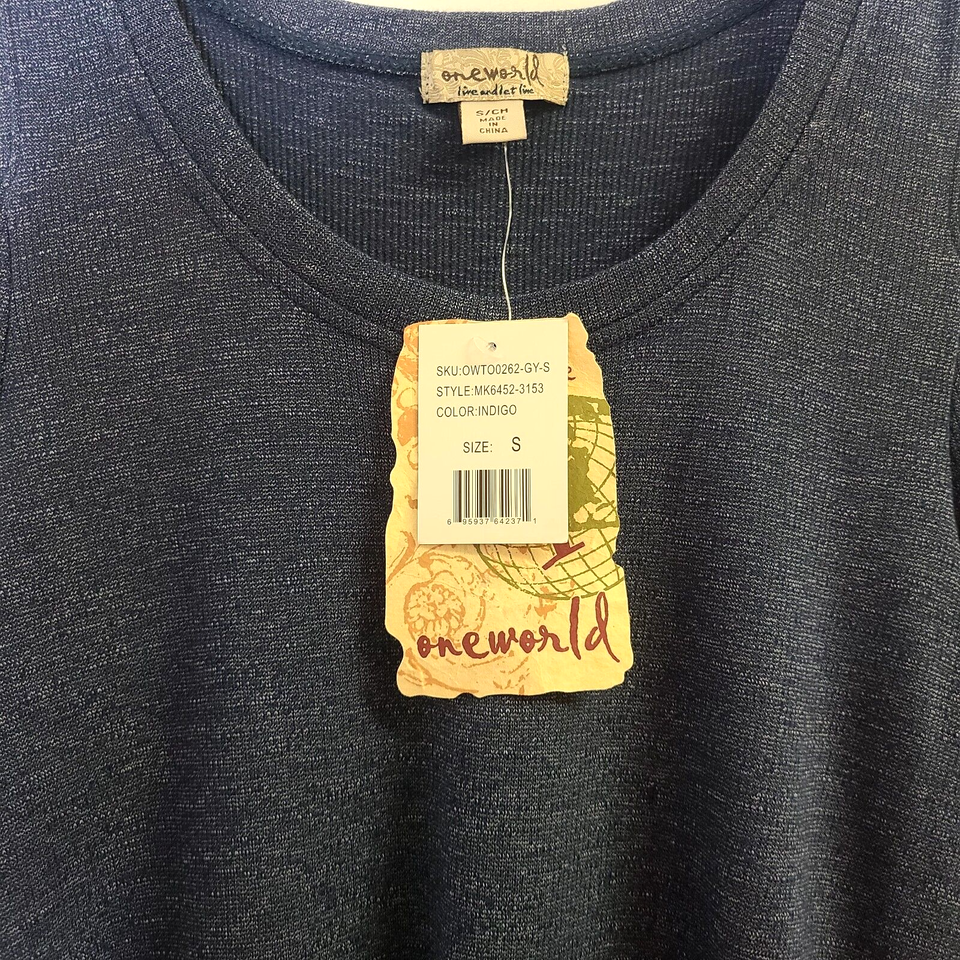 oneworld
live and let live
S/CH
MADE
IN
CHINA
SKU:OWTO0262-GY-S
STYLE:MK6452-3153
COLOR:INDIGO
SIZE: S
6 95937 64237 1
oneworld